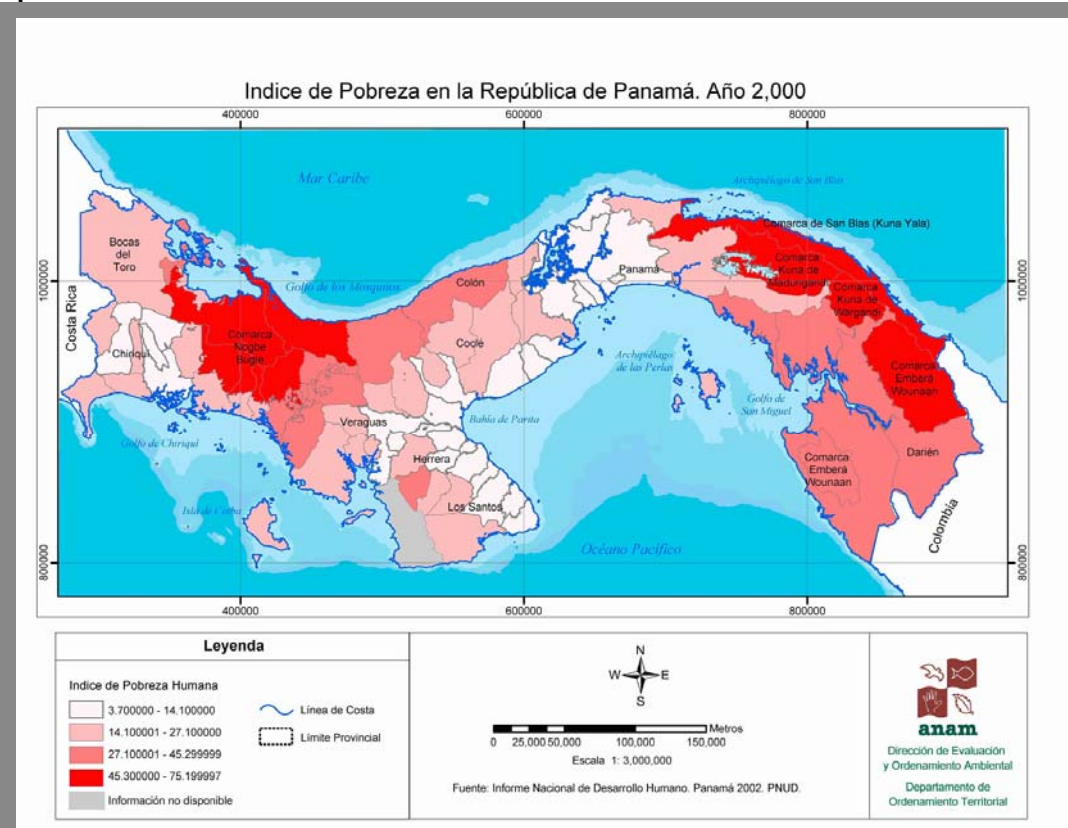 Indice de Pobreza en la República de Panamá. Año 2,000
400000
600000
800000
Mar Caribe
Archipiélago de San Blas
Comarca de San Blas (Kuna Yala)
Bocas
del
Toro
Comarca
Kuna de
Madungandi
Panamá
1000000
1000000
Golfo de los Mosquitos
Colón
Comarca
Kuna de
Wargandi
Costa Rica
Comarca
Nogbe
Bugle
Coclé
Chiriquí
Archipiélago
de las Perlas
Comarca
Emberá
Wounaan
Golfo de
San Miguel
Veraguas
Bahía de Parita
Golfo de Chiriquí
Herrera
Comarca
Emberá
Wounaan
Darién
Isla de Coiba
Los Santos
Colombia
Océano Pacífico
800000
800000
400000
600000
800000
Leyenda
Indice de Pobreza Humana
3.700000 - 14.100000
14.100001 - 27.100000
27.100001 - 45.299999
45.300000 - 75.199997
Información no disponible
Línea de Costa
Límite Provincial
N
W
E
S
Metros
0 25,000 50,000 100,000 150,000
Escala 1: 3,000,000
Fuente: Informe Nacional de Desarrollo Humano. Panamá 2002. PNUD.
anam
Dirección de Evaluación
y Ordenamiento Ambiental
Departamento de
Ordenamiento Territorial